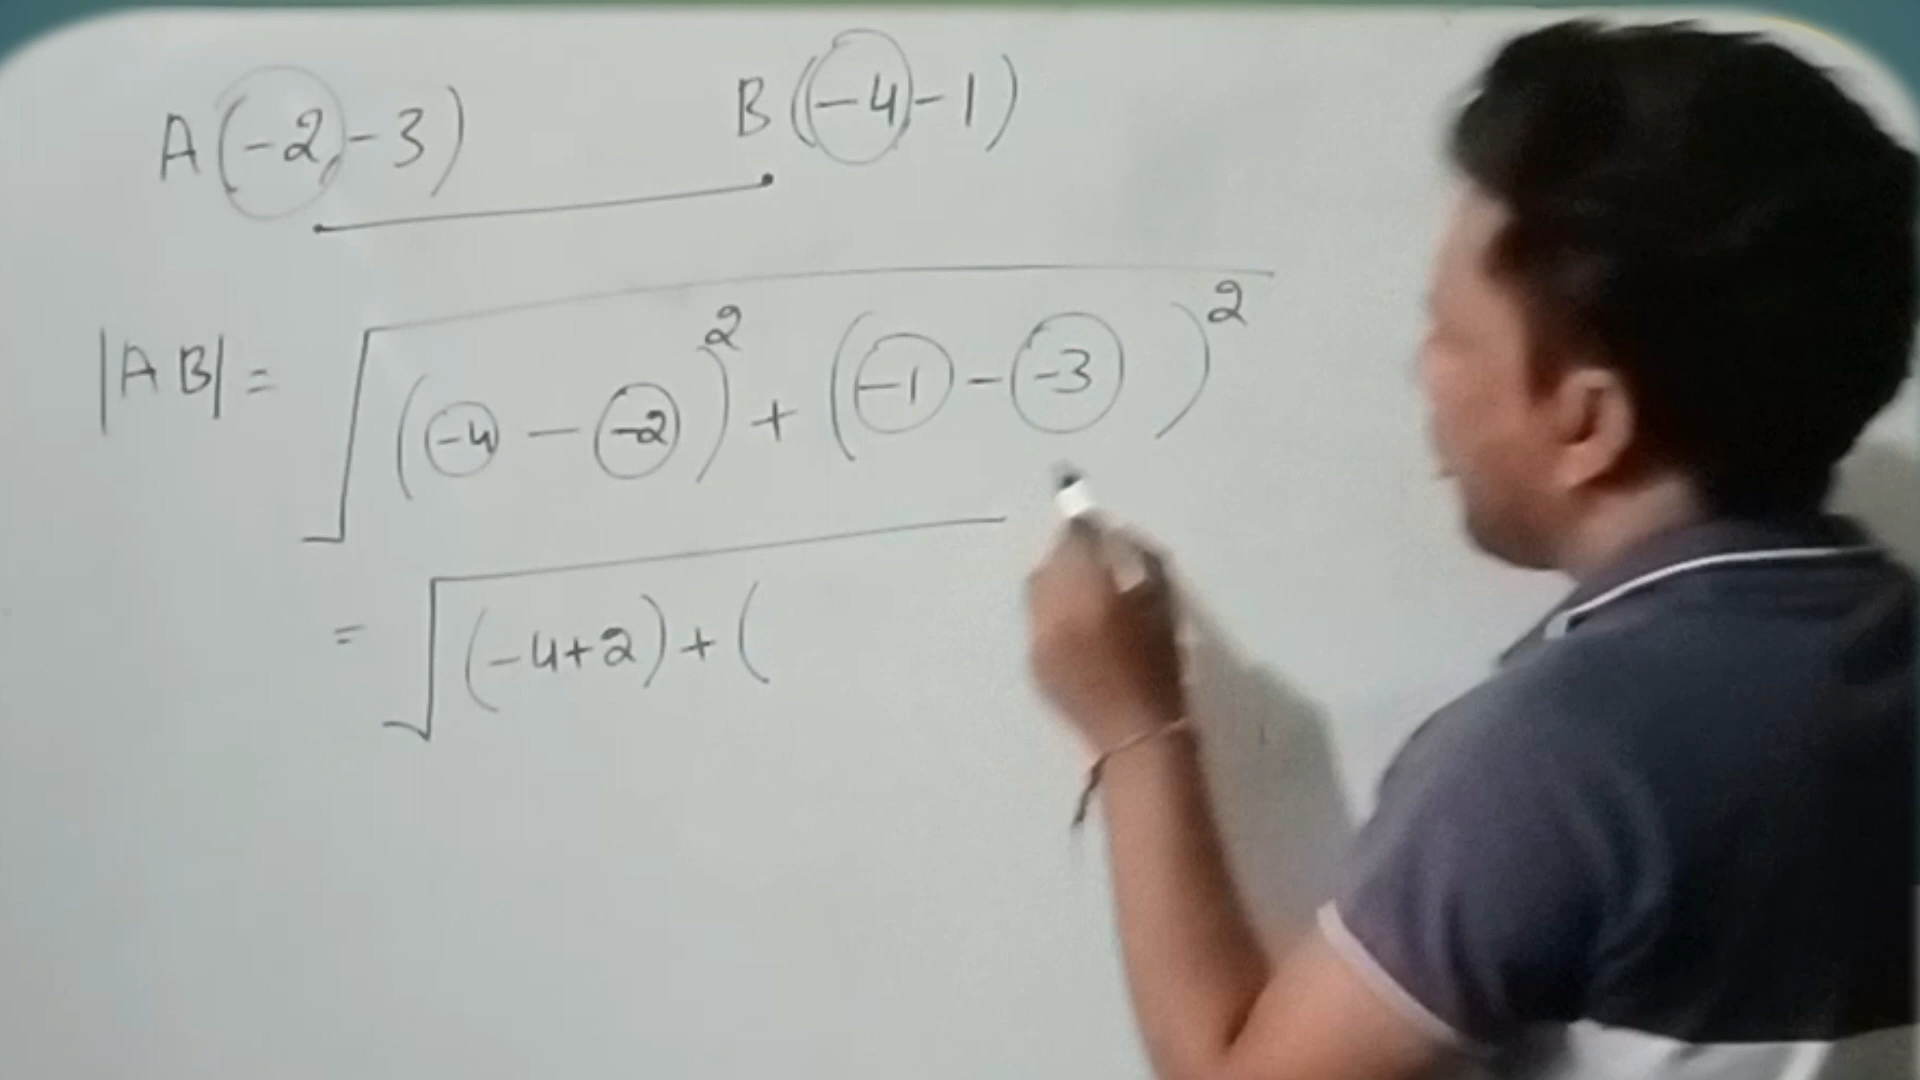 A(-2,-3) B(-4,-1)
|AB| = √((-4 - -2)² + (-1 - -3)²)
= √((-4+2)+(